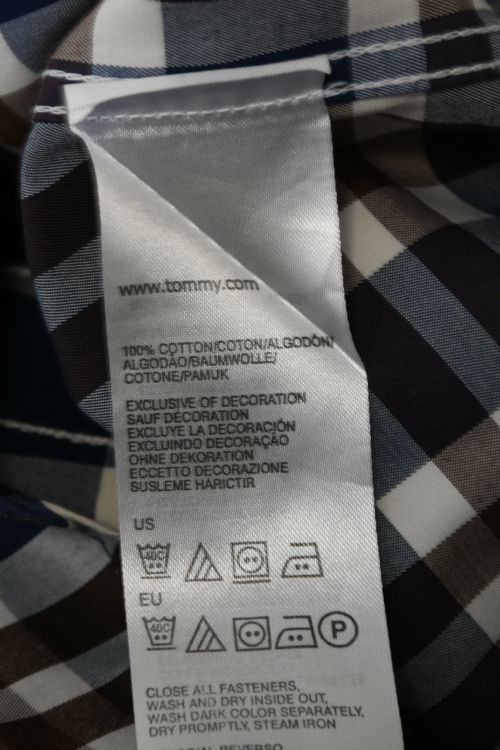 www.tommy.com
100% COTTON/COTON/ALGODÓN/
ALGODÃO/BAUMWOLLE/
COTONE/PAMUK
EXCLUSIVE OF DECORATION
SAUF DÉCORATION
EXCLUYE LA DECORACIÓN
EXCLUINDO DECORAÇÃO
OHNE DEKORATION
ECCETTO DECORAZIONE
SUSLEME HARICTIR
US
40C
EU
40C P
CLOSE ALL FASTENERS,
WASH AND DRY INSIDE OUT,
WASH DARK COLOR SEPARATELY,
DRY PROMPTLY, STEAM IRON
REVERSO